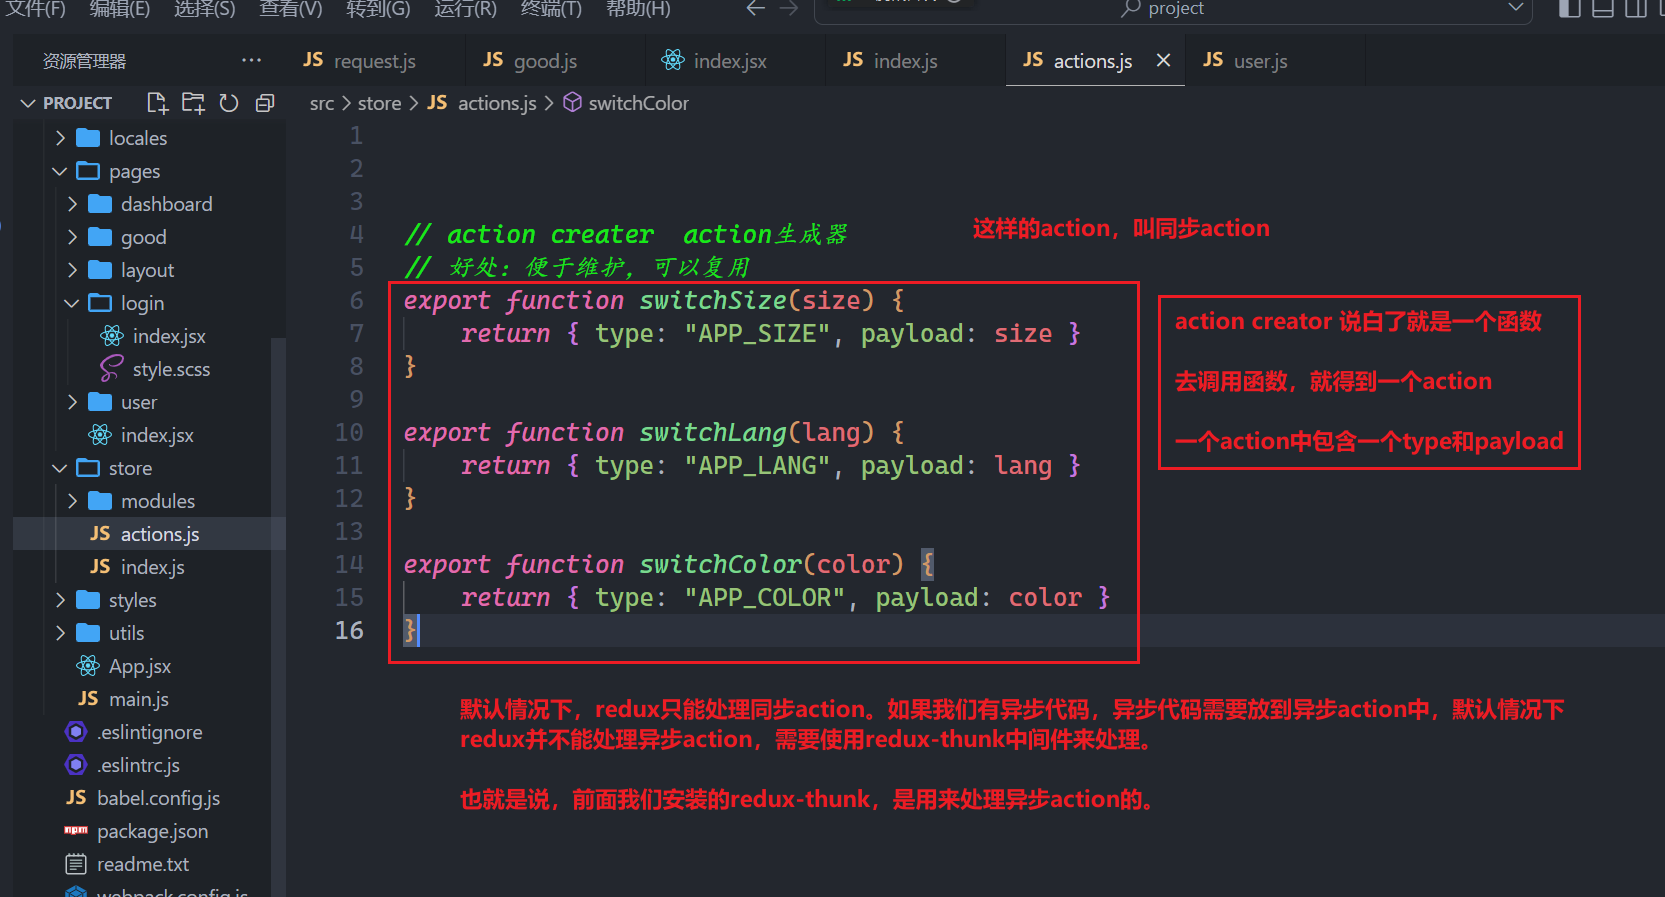 文件(F) 编辑(E) 选择(S) 查看(V) 转到(G) 运行(R) 终端(T) 帮助(H) project
资源管理器 ··· JS request.js JS good.js index.jsx JS index.js JS actions.js JS user.js
PROJECT
src > store > JS actions.js > switchColor
locales
pages
dashboard
good
layout
login
index.jsx
style.scss
user
index.jsx
store
modules
JS actions.js
JS index.js
styles
utils
App.jsx
JS main.js
.eslintignore
.eslintrc.js
JS babel.config.js
npm package.json
readme.txt
webpack.config.js
1
2
3
4 // action creater  action生成器
5 // 好处：便于维护，可以复用
6 export function switchSize(size) {
7     return { type: "APP_SIZE", payload: size }
8 }
9
10 export function switchLang(lang) {
11     return { type: "APP_LANG", payload: lang }
12 }
13
14 export function switchColor(color) {
15     return { type: "APP_COLOR", payload: color }
16 }
这样的action，叫同步action
action creator 说白了就是一个函数
去调用函数，就得到一个action
一个action中包含一个type和payload
默认情况下，redux只能处理同步action。如果我们有异步代码，异步代码需要放到异步action中，默认情况下
redux并不能处理异步action，需要使用redux-thunk中间件来处理。
也就是说，前面我们安装的redux-thunk，是用来处理异步action的。